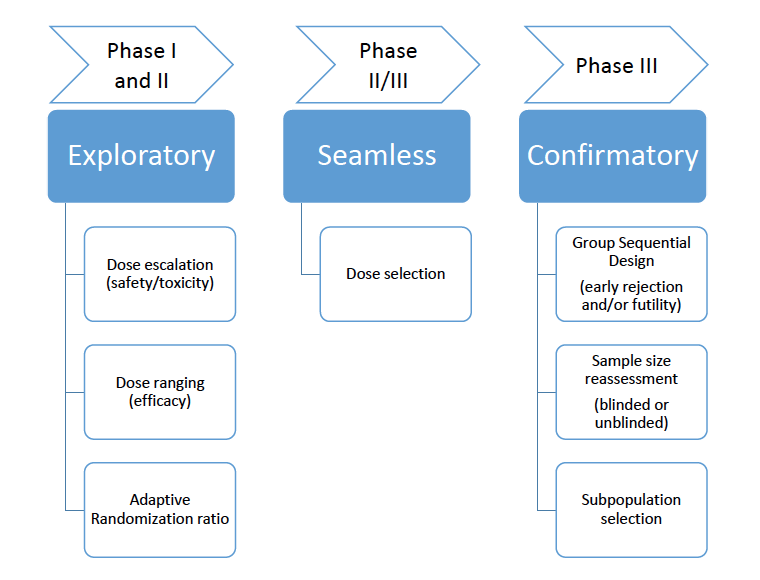 Phase I
and II
Exploratory
Dose escalation
(safety/toxicity)
Dose ranging
(efficacy)
Adaptive
Randomization ratio
Phase
II/III
Seamless
Dose selection
Phase III
Confirmatory
Group Sequential
Design
(early rejection
and/or futility)
Sample size
reassessment
(blinded or
unblinded)
Subpopulation
selection